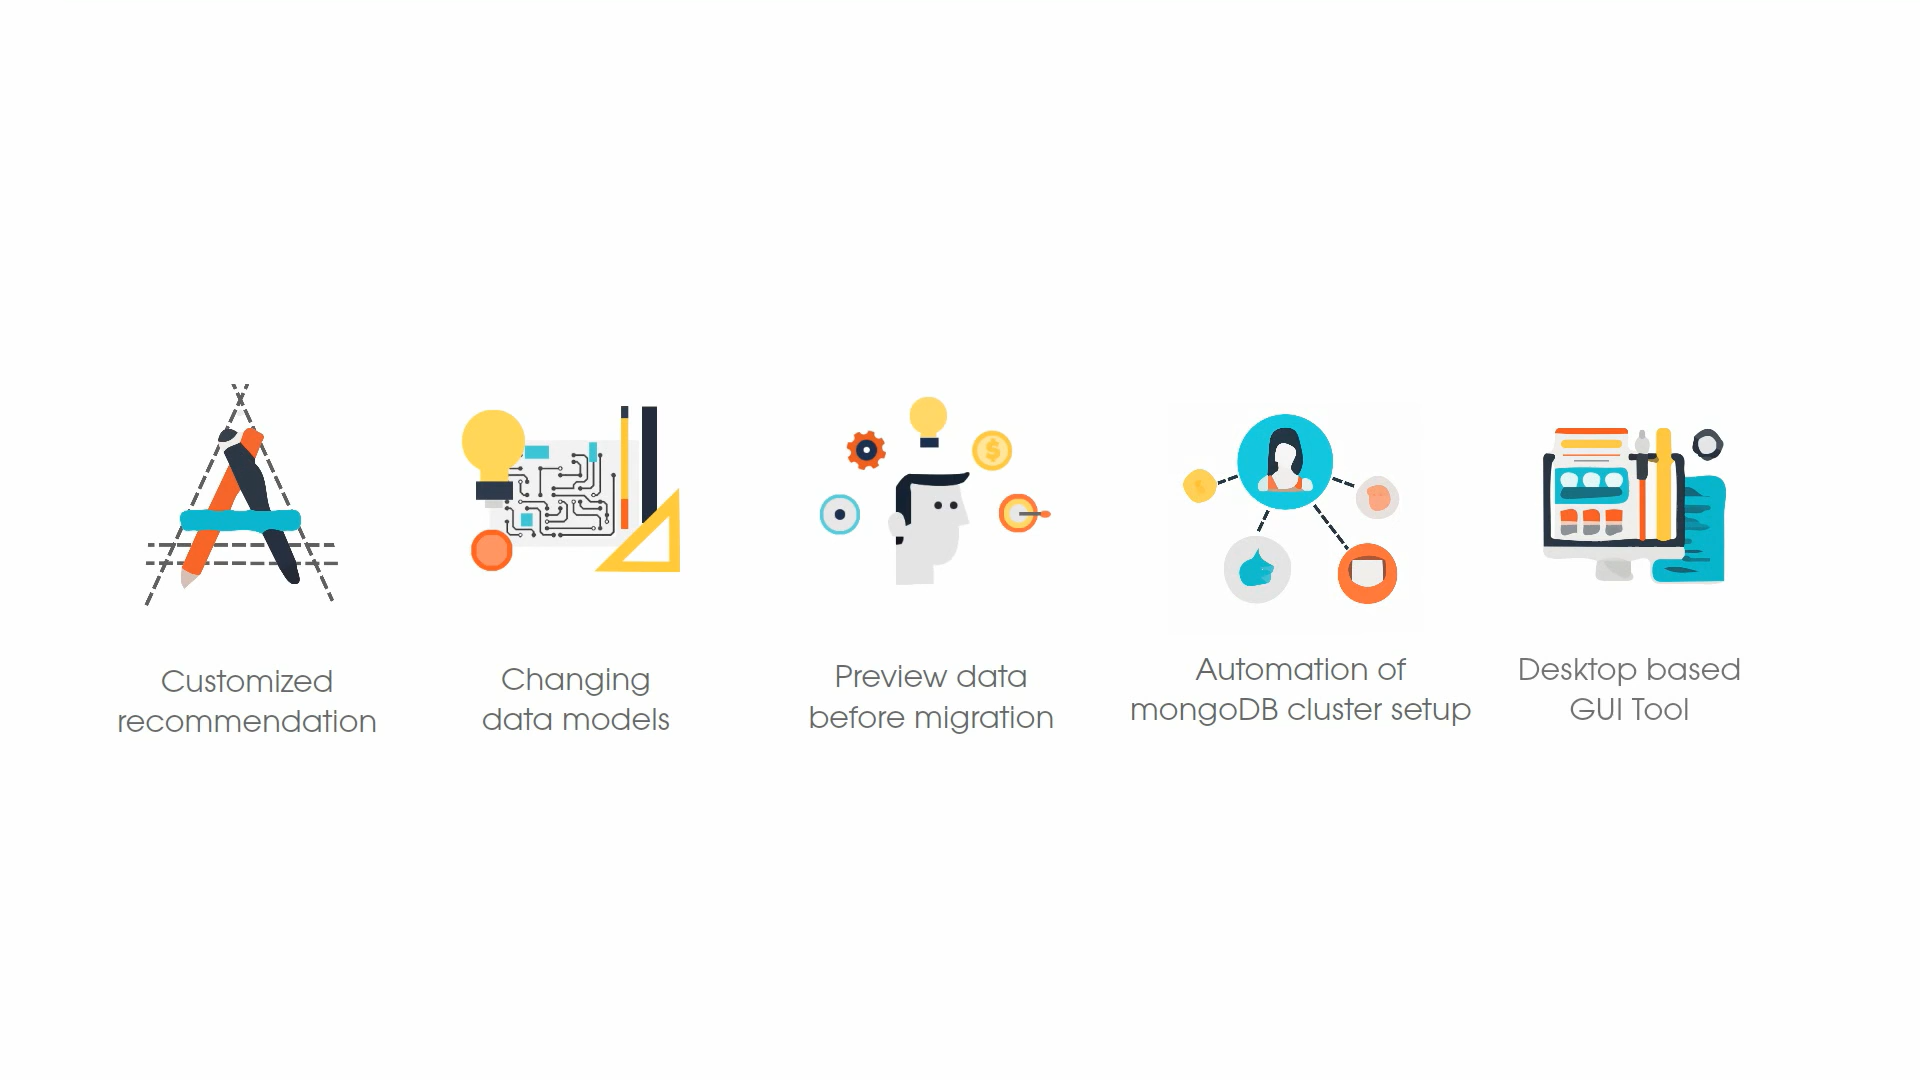 Customized
recommendation
Changing
data models
Preview data
before migration
Automation of
mongoDB cluster setup
Desktop based
GUI Tool